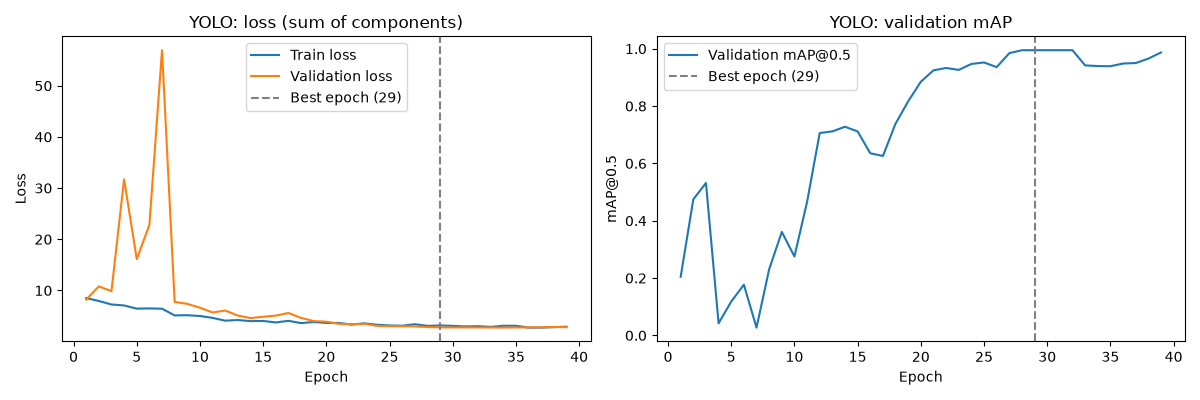 YOLO: loss (sum of components)
Train loss
Validation loss
Best epoch (29)
50
40
30
20
10
Loss
0 5 10 15 20 25 30 35 40
Epoch
YOLO: validation mAP
Validation mAP@0.5
Best epoch (29)
1.0
0.8
0.6
0.4
0.2
0.0
mAP@0.5
0 5 10 15 20 25 30 35 40
Epoch